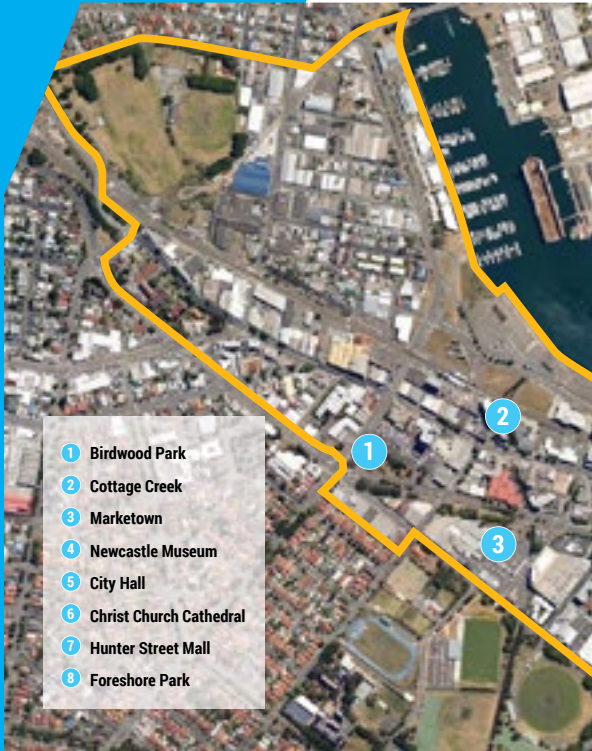 1 Birdwood Park
2 Cottage Creek
3 Marketown
4 Newcastle Museum
5 City Hall
6 Christ Church Cathedral
7 Hunter Street Mall
8 Foreshore Park
2
1
3